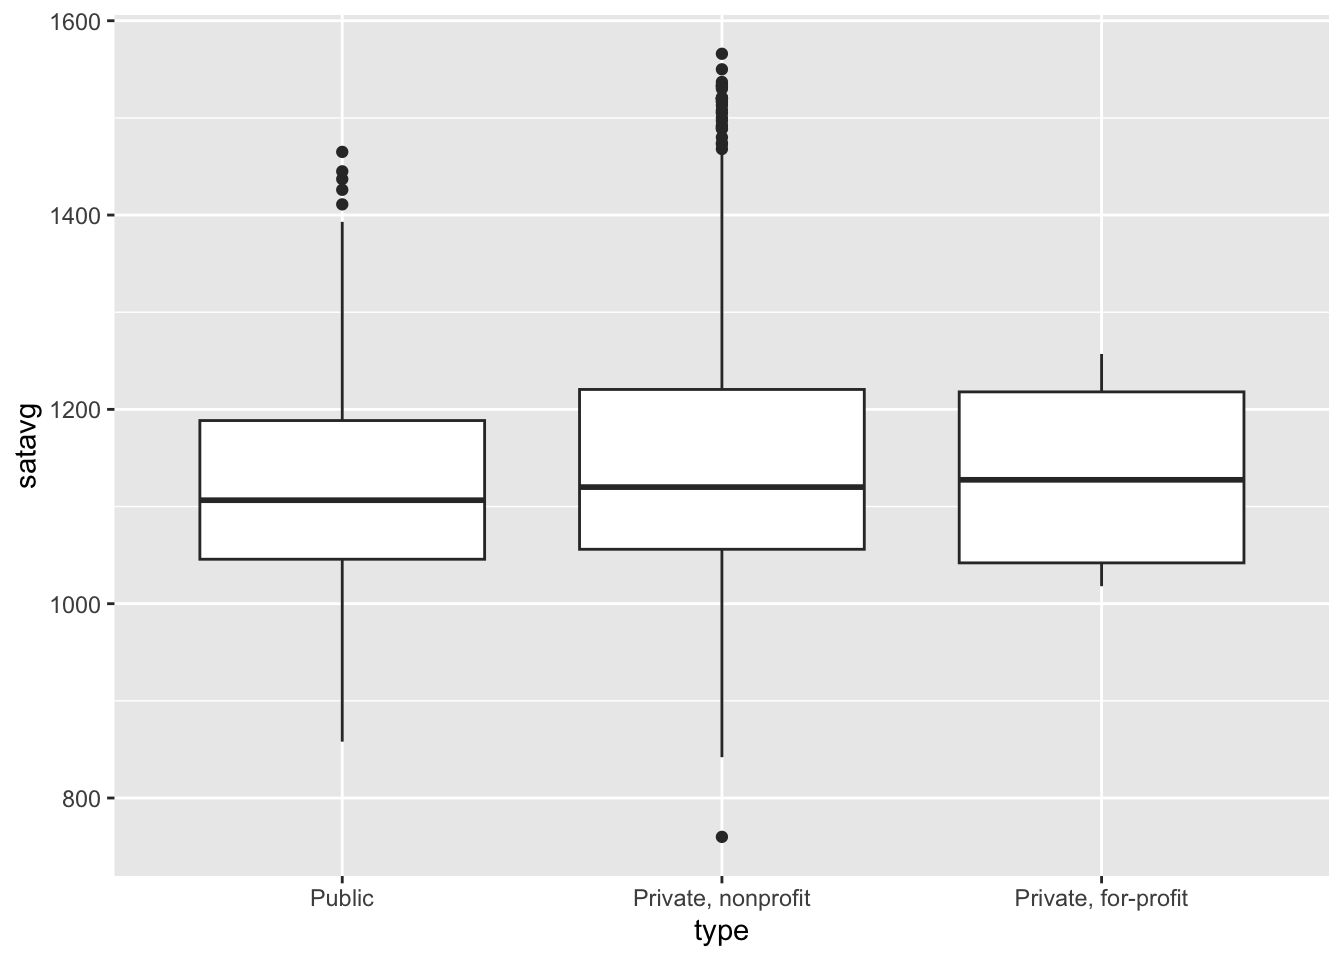 1600
1400
1200
1000
800
satavg
Public
Private, nonprofit
Private, for-profit
type